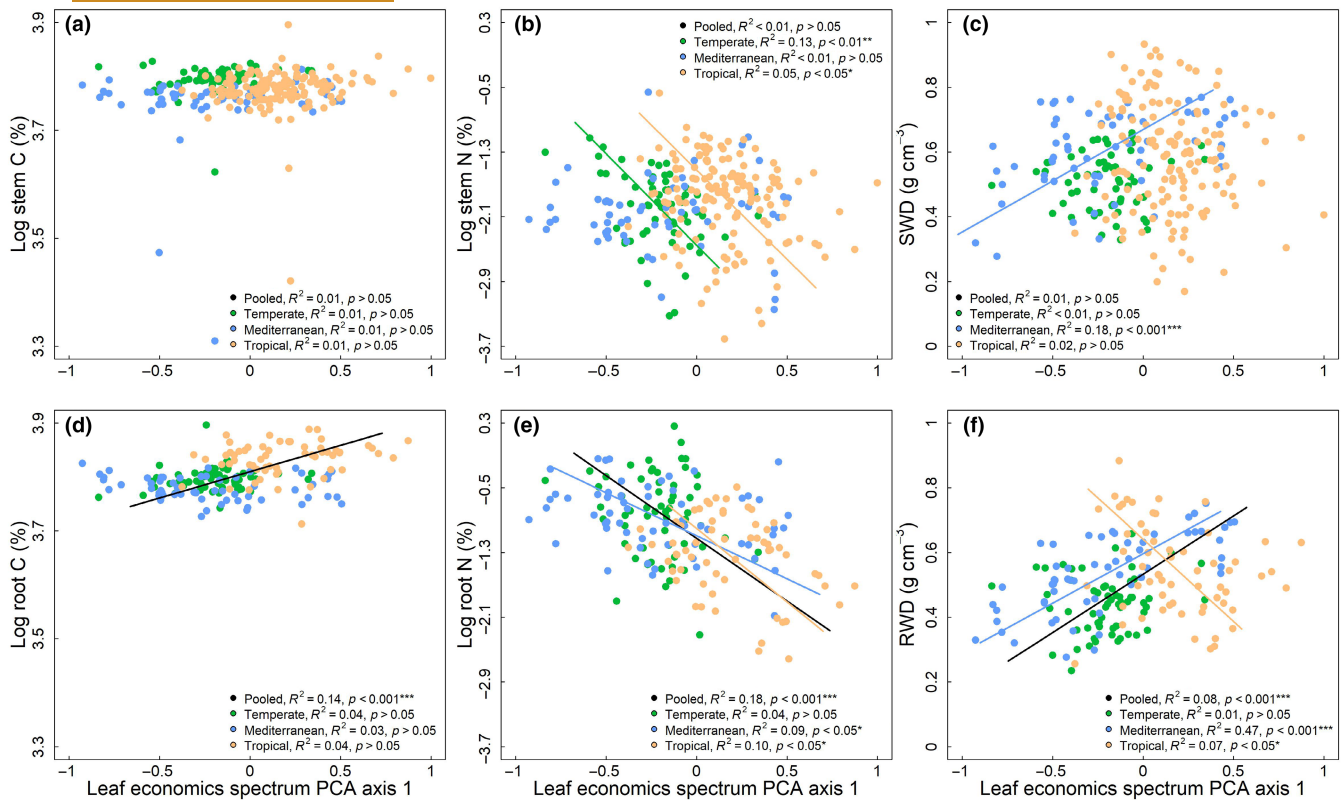 (a)
Log stem C (%)
3.9
3.7
3.5
3.3
Pooled, R² = 0.01, p > 0.05
Temperate, R² = 0.01, p > 0.05
Mediterranean, R² = 0.01, p > 0.05
Tropical, R² = 0.01, p > 0.05
−1 −0.5 0 0.5 1
(b)
Log stem N (%)
0.3
−0.5
−1.3
−2.1
−2.9
−3.7
Pooled, R² < 0.01, p > 0.05
Temperate, R² = 0.13, p < 0.01**
Mediterranean, R² < 0.01, p > 0.05
Tropical, R² = 0.05, p < 0.05*
−1 −0.5 0 0.5 1
(c)
SWD (g cm⁻³)
1
0.8
0.6
0.4
0.2
0
Pooled, R² = 0.01, p > 0.05
Temperate, R² < 0.01, p > 0.05
Mediterranean, R² = 0.18, p < 0.001***
Tropical, R² = 0.02, p > 0.05
−1 −0.5 0 0.5 1
(d)
Log root C (%)
3.9
3.7
3.5
3.3
Pooled, R² = 0.14, p < 0.001***
Temperate, R² = 0.04, p > 0.05
Mediterranean, R² = 0.03, p > 0.05
Tropical, R² = 0.04, p > 0.05
−1 −0.5 0 0.5 1
Leaf economics spectrum PCA axis 1
(e)
Log root N (%)
0.3
−0.5
−1.3
−2.1
−2.9
−3.7
Pooled, R² = 0.18, p < 0.001***
Temperate, R² = 0.04, p > 0.05
Mediterranean, R² = 0.09, p < 0.05*
Tropical, R² = 0.10, p < 0.05*
−1 −0.5 0 0.5 1
Leaf economics spectrum PCA axis 1
(f)
RWD (g cm⁻³)
1
0.8
0.6
0.4
0.2
0
Pooled, R² = 0.08, p < 0.001***
Temperate, R² = 0.01, p > 0.05
Mediterranean, R² = 0.47, p < 0.001***
Tropical, R² = 0.07, p < 0.05*
−1 −0.5 0 0.5 1
Leaf economics spectrum PCA axis 1